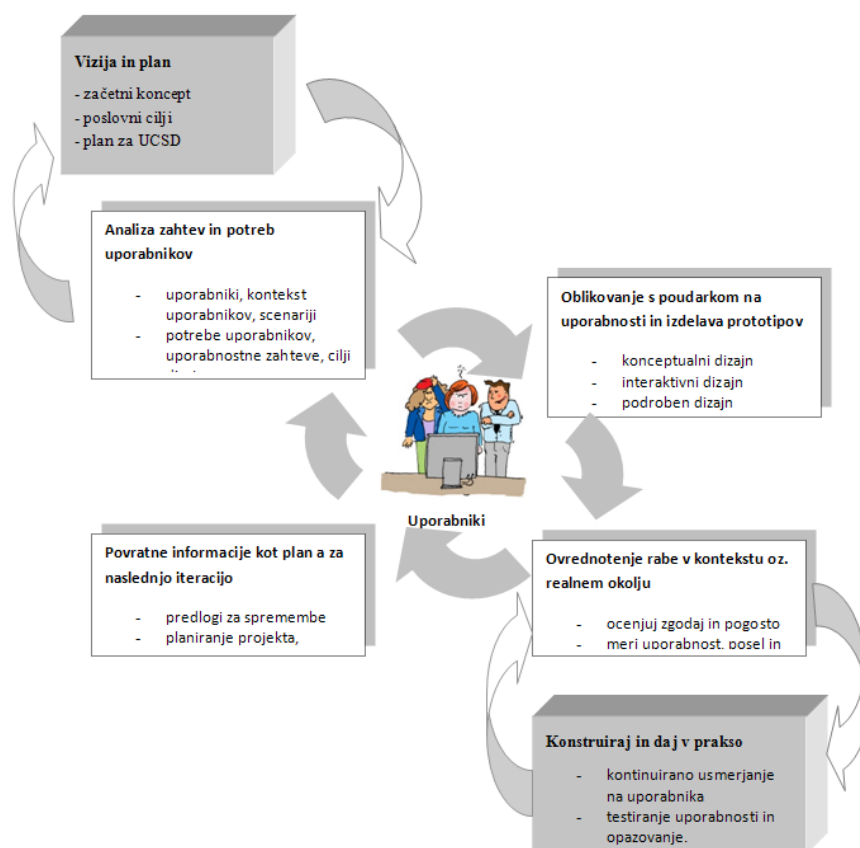 Vizija in plan
- začetni koncept
- poslovni cilji
- plan za UCSD
Analiza zahtev in potreb
uporabnikov
- uporabniki, kontekst
uporabnikov, scenariji
- potrebe uporabnikov,
uporabnostne zahteve, cilji
Oblikovanje s poudarkom na
uporabnosti in izdelava prototipov
- konceptualni dizajn
- interaktivni dizajn
- podroben dizajn
Uporabniki
Povratne informacije kot plan a za
naslednjo iteracijo
- predlogi za spremembe
- planiranje projekta,
Ovrednotenje rabe v kontekstu oz.
realnem okolju
- ocenjuj zgodaj in pogosto
- meri uporabnost, posel in
Konstruiraj in daj v prakso
- kontinuirano usmerjanje
na uporabnika
- testiranje uporabnosti in
opazovanje.